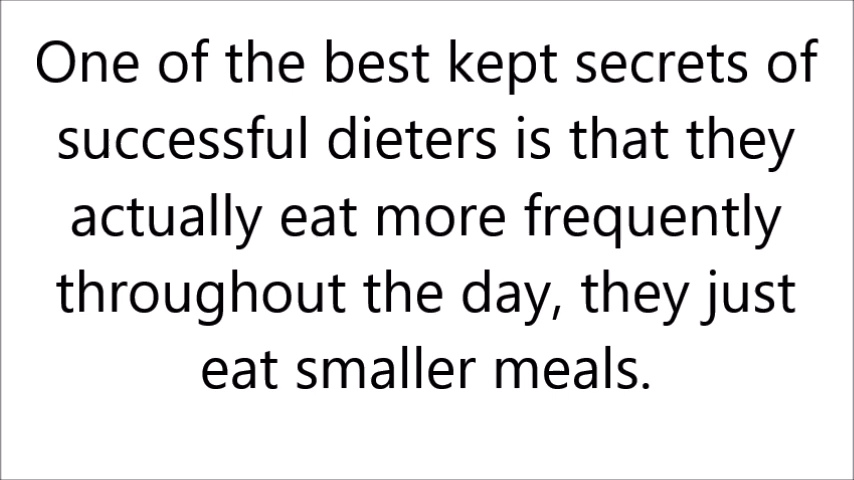 One of the best kept secrets of
successful dieters is that they
actually eat more frequently
throughout the day, they just
eat smaller meals.